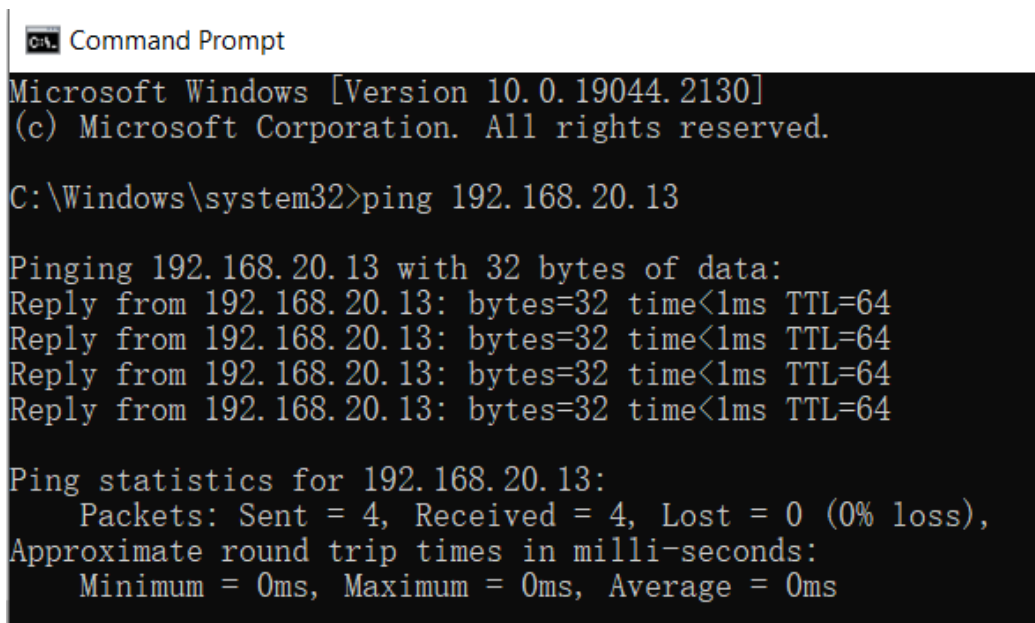 Command Prompt
Microsoft Windows [Version 10.0.19044.2130]
(c) Microsoft Corporation. All rights reserved.
C:\Windows\system32>ping 192.168.20.13
Pinging 192.168.20.13 with 32 bytes of data:
Reply from 192.168.20.13: bytes=32 time<1ms TTL=64
Reply from 192.168.20.13: bytes=32 time<1ms TTL=64
Reply from 192.168.20.13: bytes=32 time<1ms TTL=64
Reply from 192.168.20.13: bytes=32 time<1ms TTL=64
Ping statistics for 192.168.20.13:
    Packets: Sent = 4, Received = 4, Lost = 0 (0% loss),
Approximate round trip times in milli-seconds:
    Minimum = 0ms, Maximum = 0ms, Average = 0ms